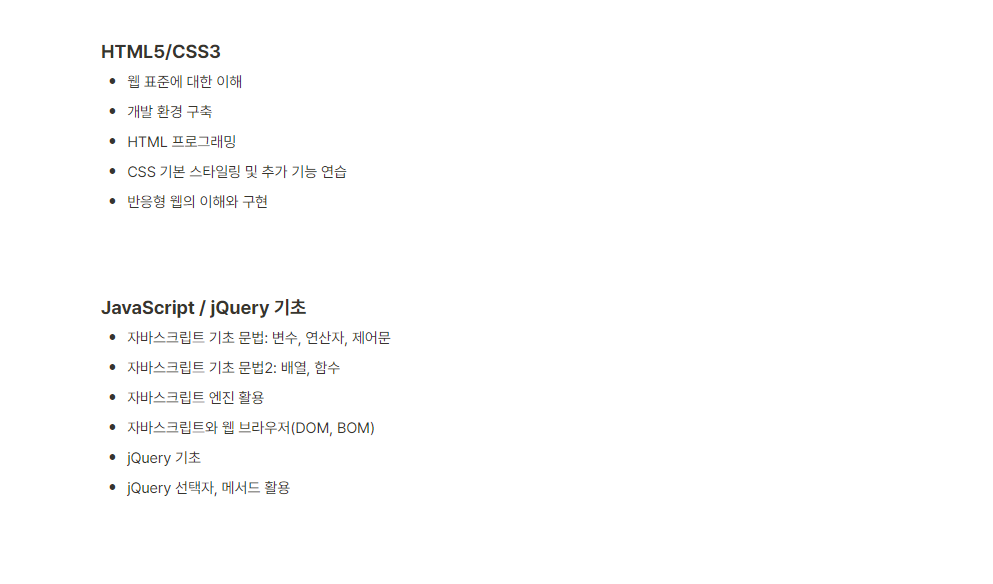 HTML5/CSS3
• 웹 표준에 대한 이해
• 개발 환경 구축
• HTML 프로그래밍
• CSS 기본 스타일링 및 추가 기능 연습
• 반응형 웹의 이해와 구현
JavaScript / jQuery 기초
• 자바스크립트 기초 문법: 변수, 연산자, 제어문
• 자바스크립트 기초 문법2: 배열, 함수
• 자바스크립트 엔진 활용
• 자바스크립트와 웹 브라우저(DOM, BOM)
• jQuery 기초
• jQuery 선택자, 메서드 활용